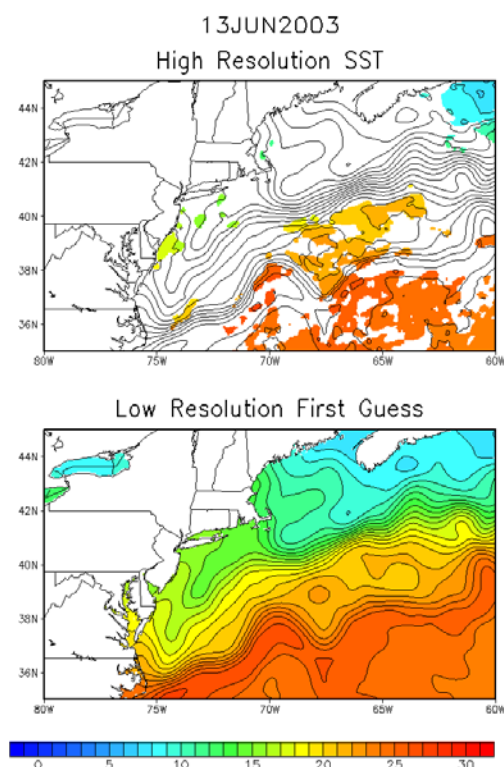 13JUN2003
High Resolution SST
44N
42N
40N
38N
36N
80W 75W 70W 65W 60W
Low Resolution First Guess
44N
42N
40N
38N
36N
80W 75W 70W 65W 60W
0 5 10 15 20 25 30